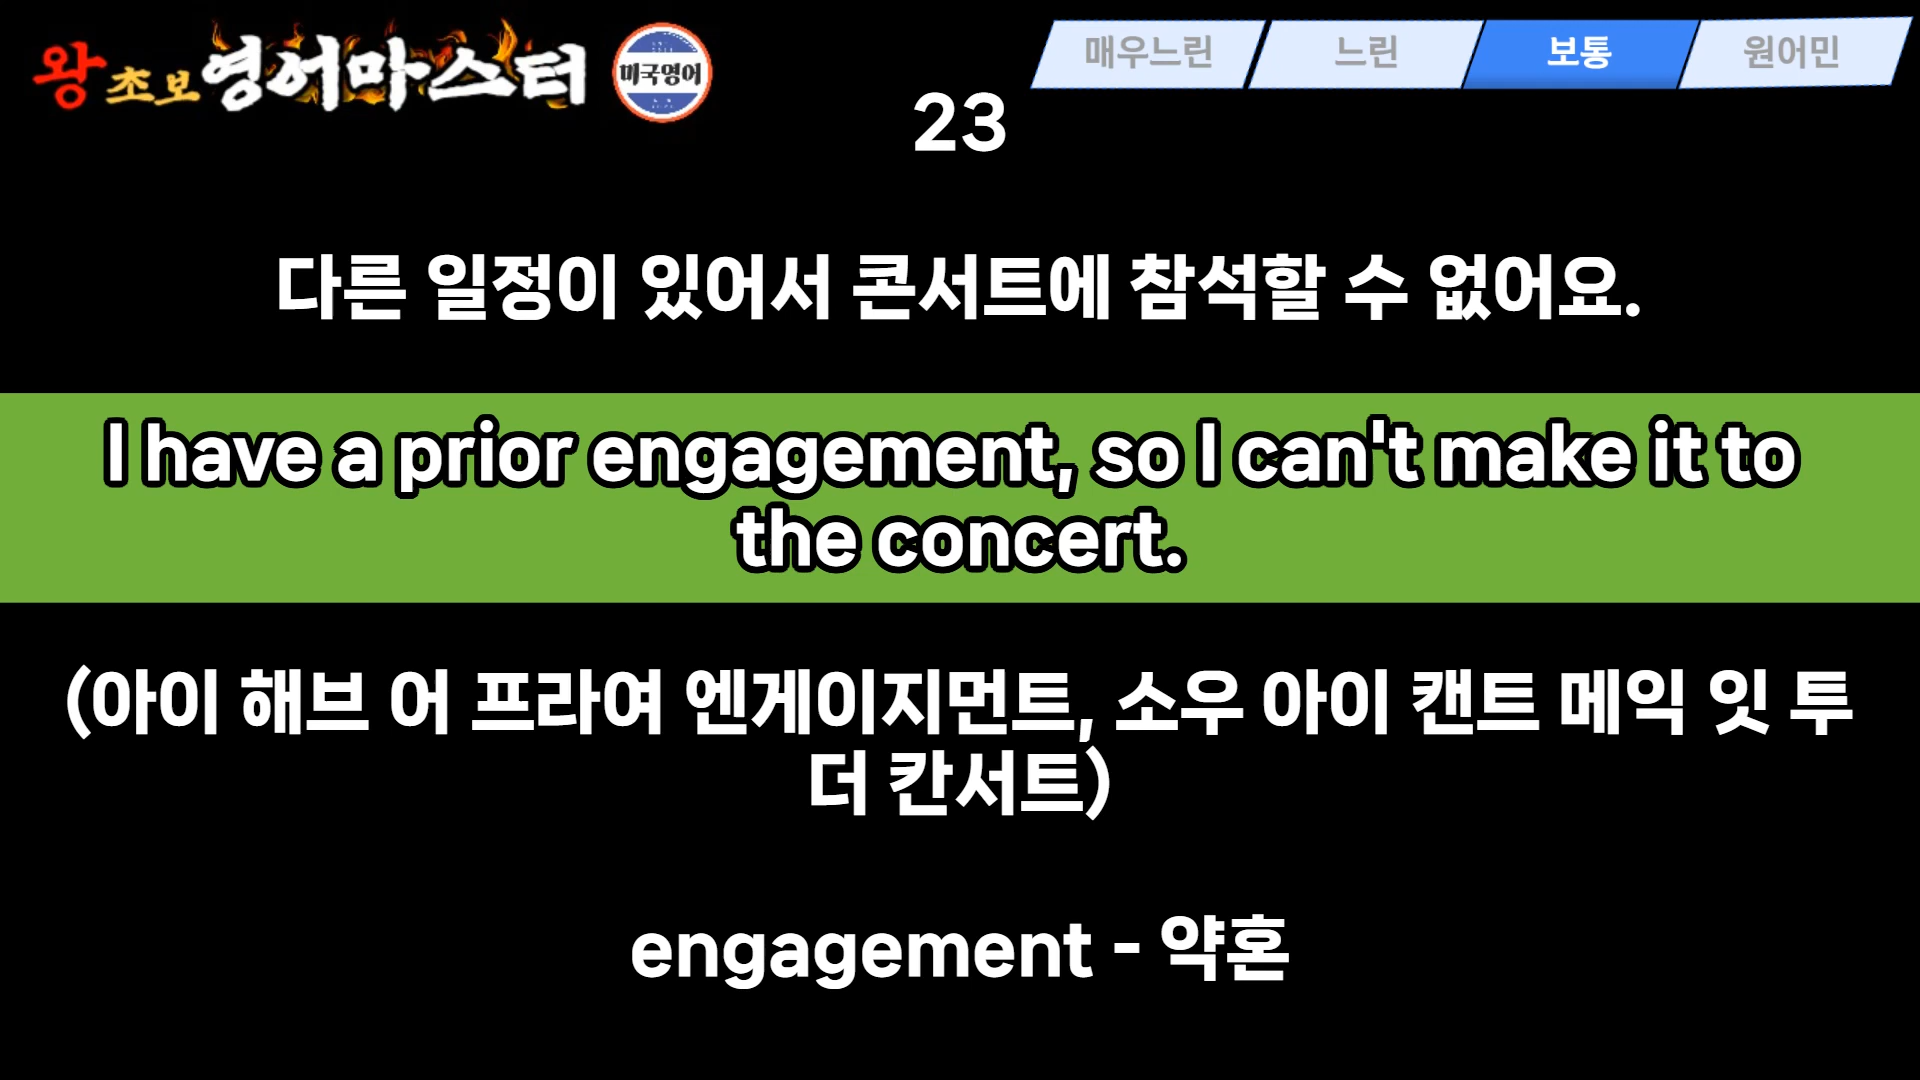 왕초보영어마스터
미국영어
매우느린
느린
보통
원어민
23
다른 일정이 있어서 콘서트에 참석할 수 없어요.
I have a prior engagement, so I can't make it to
the concert.
(아이 해브 어 프라여 엔게이지먼트, 소우 아이 캔트 메익 잇 투
더 칸서트)
engagement - 약혼